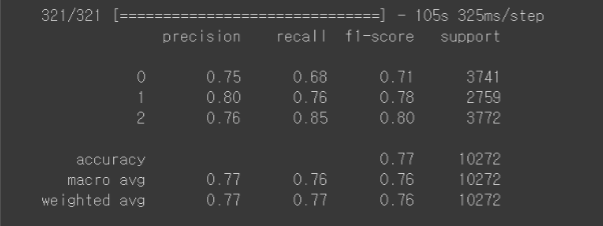 321/321 [==============================] - 105s 325ms/step
precision recall f1-score support
0 0.75 0.68 0.71 3741
1 0.80 0.76 0.78 2759
2 0.76 0.85 0.80 3772
accuracy 0.77 10272
macro avg 0.77 0.76 0.76 10272
weighted avg 0.77 0.77 0.76 10272